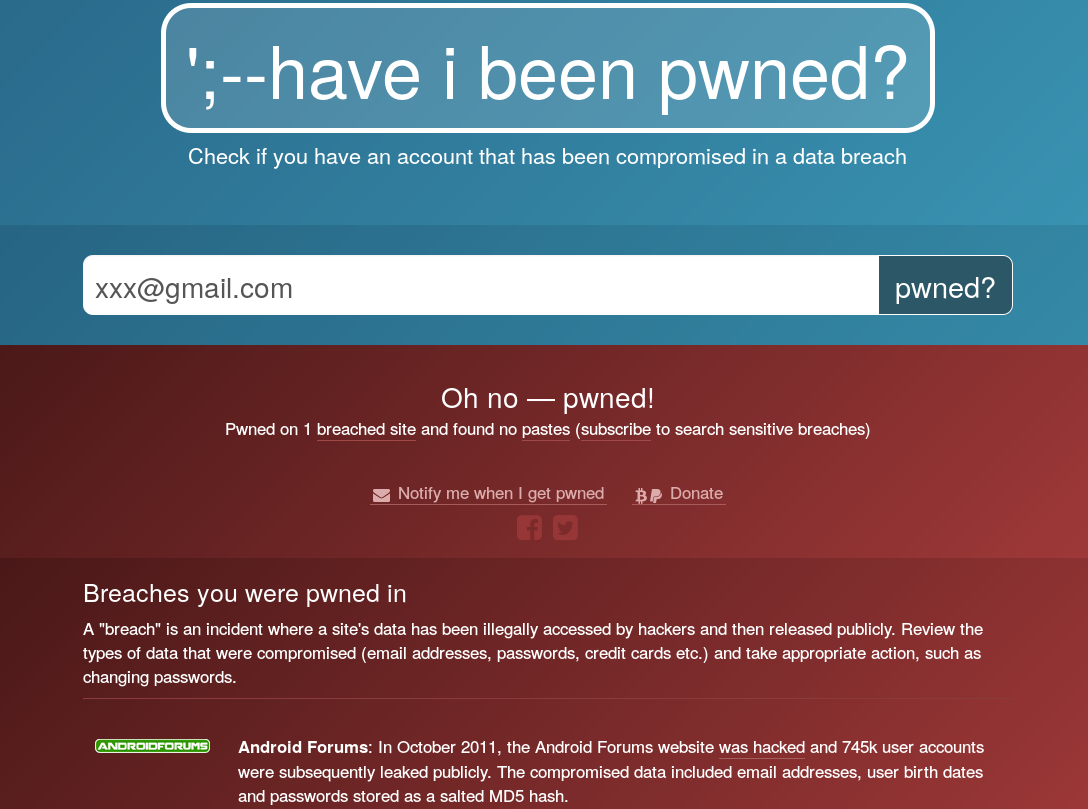 ';--have i been pwned?
Check if you have an account that has been compromised in a data breach
xxx@gmail.com
pwned?
Oh no — pwned!
Pwned on 1 breached site and found no pastes (subscribe to search sensitive breaches)
Notify me when I get pwned
Donate
Breaches you were pwned in
A "breach" is an incident where a site's data has been illegally accessed by hackers and then released publicly. Review the
types of data that were compromised (email addresses, passwords, credit cards etc.) and take appropriate action, such as
changing passwords.
ANDROIDFORUMS
Android Forums: In October 2011, the Android Forums website was hacked and 745k user accounts
were subsequently leaked publicly. The compromised data included email addresses, user birth dates
and passwords stored as a salted MD5 hash.